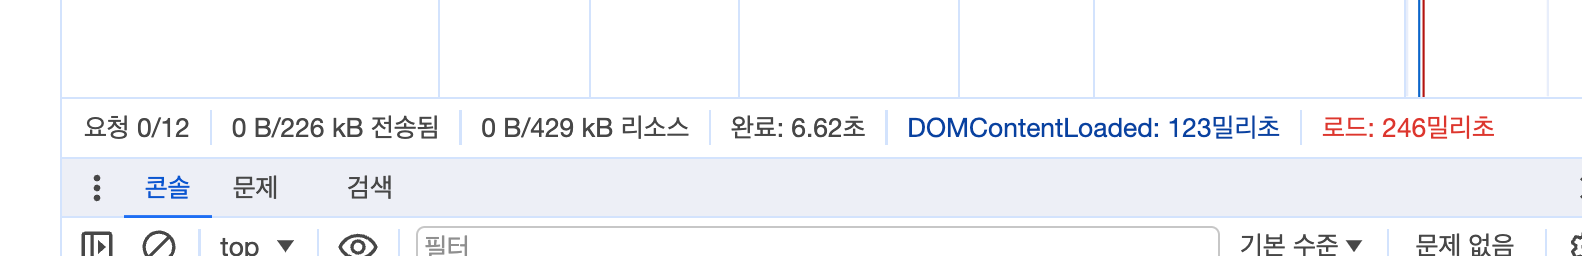 요청 0/12 0 B/226 kB 전송됨 0 B/429 kB 리소스 완료: 6.62초 DOMContentLoaded: 123밀리초 로드: 246밀리초
콘솔 문제 검색
top 필터 기본 수준 문제 없음